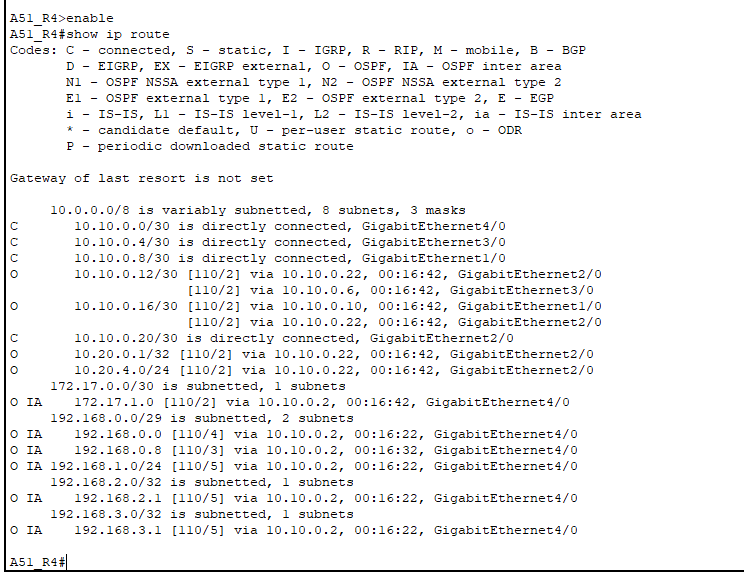 A51_R4>enable
A51_R4#show ip route
Codes: C - connected, S - static, I - IGRP, R - RIP, M - mobile, B - BGP
       D - EIGRP, EX - EIGRP external, O - OSPF, IA - OSPF inter area
       N1 - OSPF NSSA external type 1, N2 - OSPF NSSA external type 2
       E1 - OSPF external type 1, E2 - OSPF external type 2, E - EGP
       i - IS-IS, L1 - IS-IS level-1, L2 - IS-IS level-2, ia - IS-IS inter area
       * - candidate default, U - per-user static route, o - ODR
       P - periodic downloaded static route
Gateway of last resort is not set
     10.0.0.0/8 is variably subnetted, 8 subnets, 3 masks
C       10.10.0.0/30 is directly connected, GigabitEthernet4/0
C       10.10.0.4/30 is directly connected, GigabitEthernet3/0
C       10.10.0.8/30 is directly connected, GigabitEthernet1/0
O       10.10.0.12/30 [110/2] via 10.10.0.22, 00:16:42, GigabitEthernet2/0
                      [110/2] via 10.10.0.6, 00:16:42, GigabitEthernet3/0
O       10.10.0.16/30 [110/2] via 10.10.0.10, 00:16:42, GigabitEthernet1/0
                      [110/2] via 10.10.0.22, 00:16:42, GigabitEthernet2/0
C       10.10.0.20/30 is directly connected, GigabitEthernet2/0
O       10.20.0.1/32 [110/2] via 10.10.0.22, 00:16:42, GigabitEthernet2/0
O       10.20.4.0/24 [110/2] via 10.10.0.22, 00:16:42, GigabitEthernet2/0
     172.17.0.0/30 is subnetted, 1 subnets
O IA    172.17.1.0 [110/2] via 10.10.0.2, 00:16:42, GigabitEthernet4/0
     192.168.0.0/29 is subnetted, 2 subnets
O IA    192.168.0.0 [110/4] via 10.10.0.2, 00:16:22, GigabitEthernet4/0
O IA    192.168.0.8 [110/3] via 10.10.0.2, 00:16:32, GigabitEthernet4/0
O IA 192.168.1.0/24 [110/5] via 10.10.0.2, 00:16:22, GigabitEthernet4/0
     192.168.2.0/32 is subnetted, 1 subnets
O IA    192.168.2.1 [110/5] via 10.10.0.2, 00:16:22, GigabitEthernet4/0
     192.168.3.0/32 is subnetted, 1 subnets
O IA    192.168.3.1 [110/5] via 10.10.0.2, 00:16:22, GigabitEthernet4/0
A51_R4#